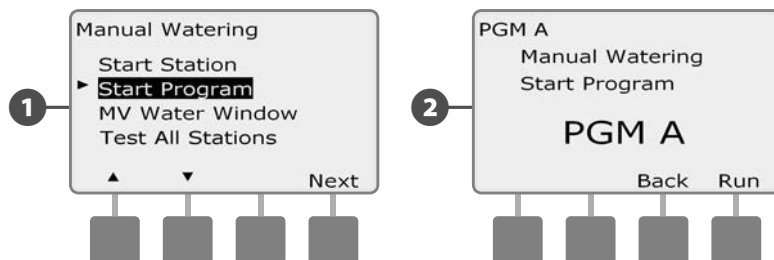 1
Manual Watering
Start Station
► Start Program
MV Water Window
Test All Stations
▲ ▼ Next
2
PGM A
Manual Watering
Start Program
PGM A
Back Run